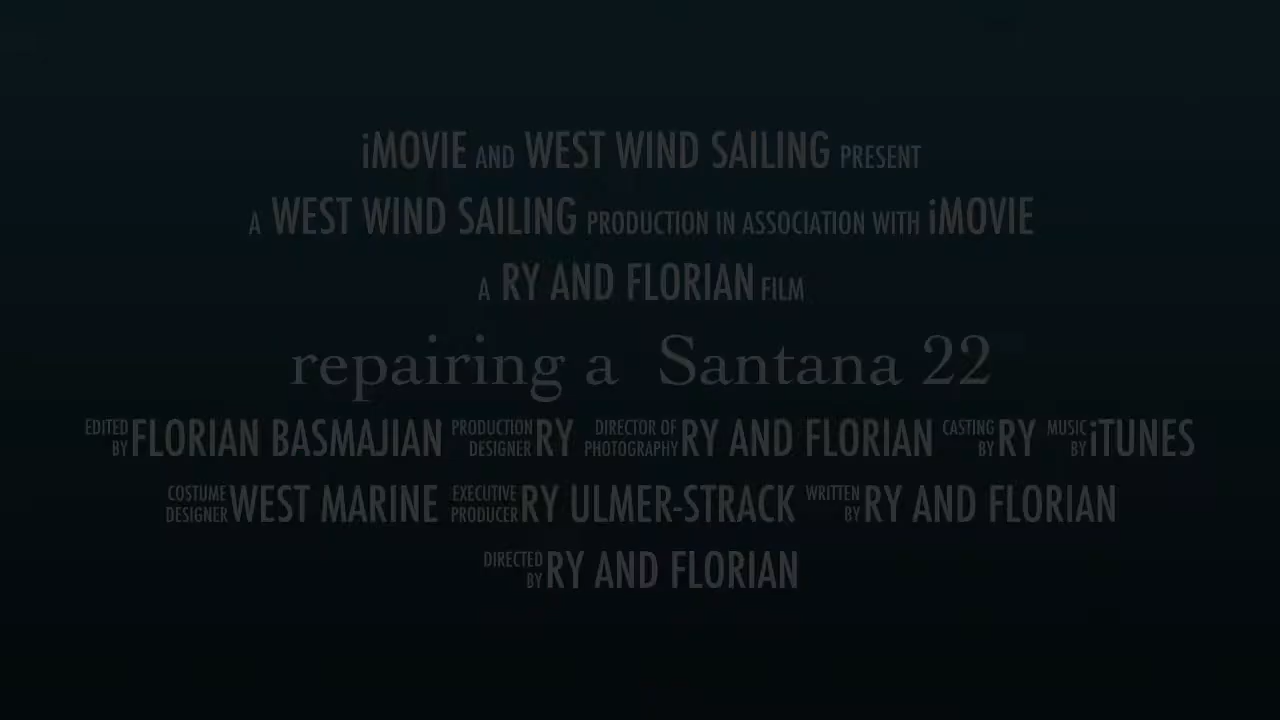 iMOVIE AND WEST WIND SAILING PRESENT
A WEST WIND SAILING PRODUCTION IN ASSOCIATION WITH iMOVIE
A RY AND FLORIAN FILM
repairing a Santana 22
EDITED BY FLORIAN BASMAJIAN PRODUCTION DESIGNER RY DIRECTOR OF PHOTOGRAPHY RY AND FLORIAN CASTING BY RY MUSIC BY iTUNES
COSTUME DESIGNER WEST MARINE EXECUTIVE PRODUCER RY ULMER-STRACK WRITTEN BY RY AND FLORIAN
DIRECTED BY RY AND FLORIAN